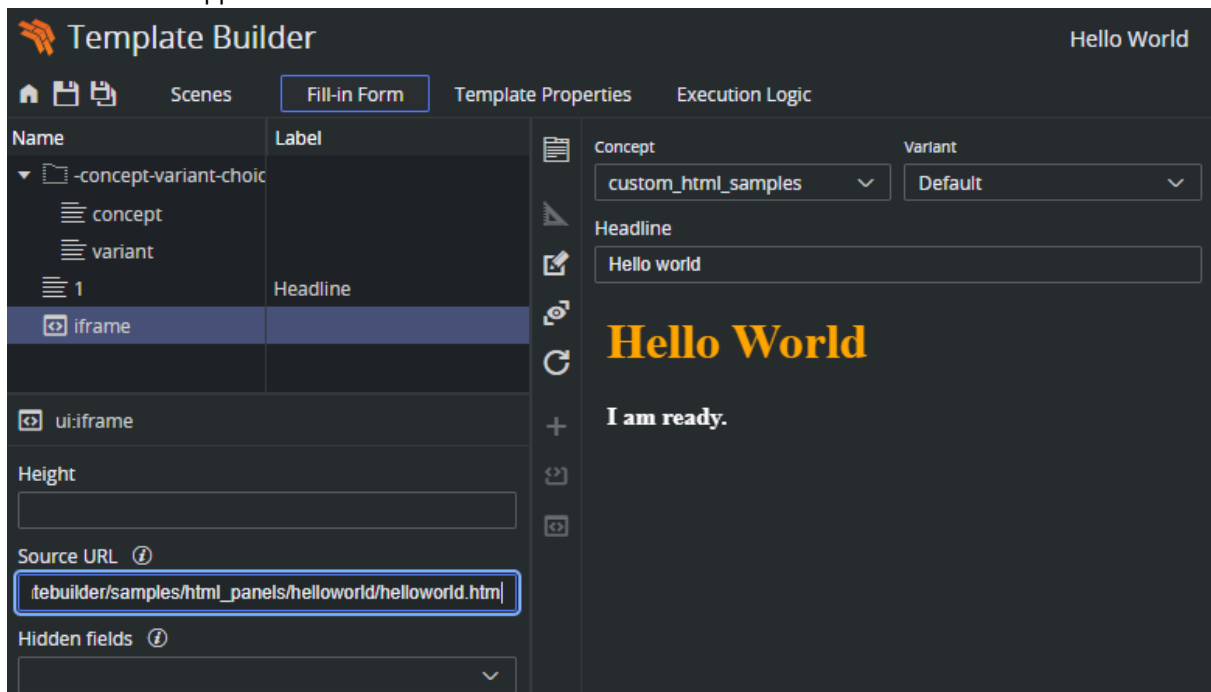 Template Builder
Hello World
Scenes
Fill-in Form
Template Properties
Execution Logic
Name
Label
-concept-variant-choic
concept
variant
1
Headline
iframe
ui:iframe
Height
Source URL
itebuilder/samples/html_panels/helloworld/helloworld.htm
Hidden fields
Concept
Variant
custom_html_samples
Default
Headline
Hello world
Hello World
I am ready.